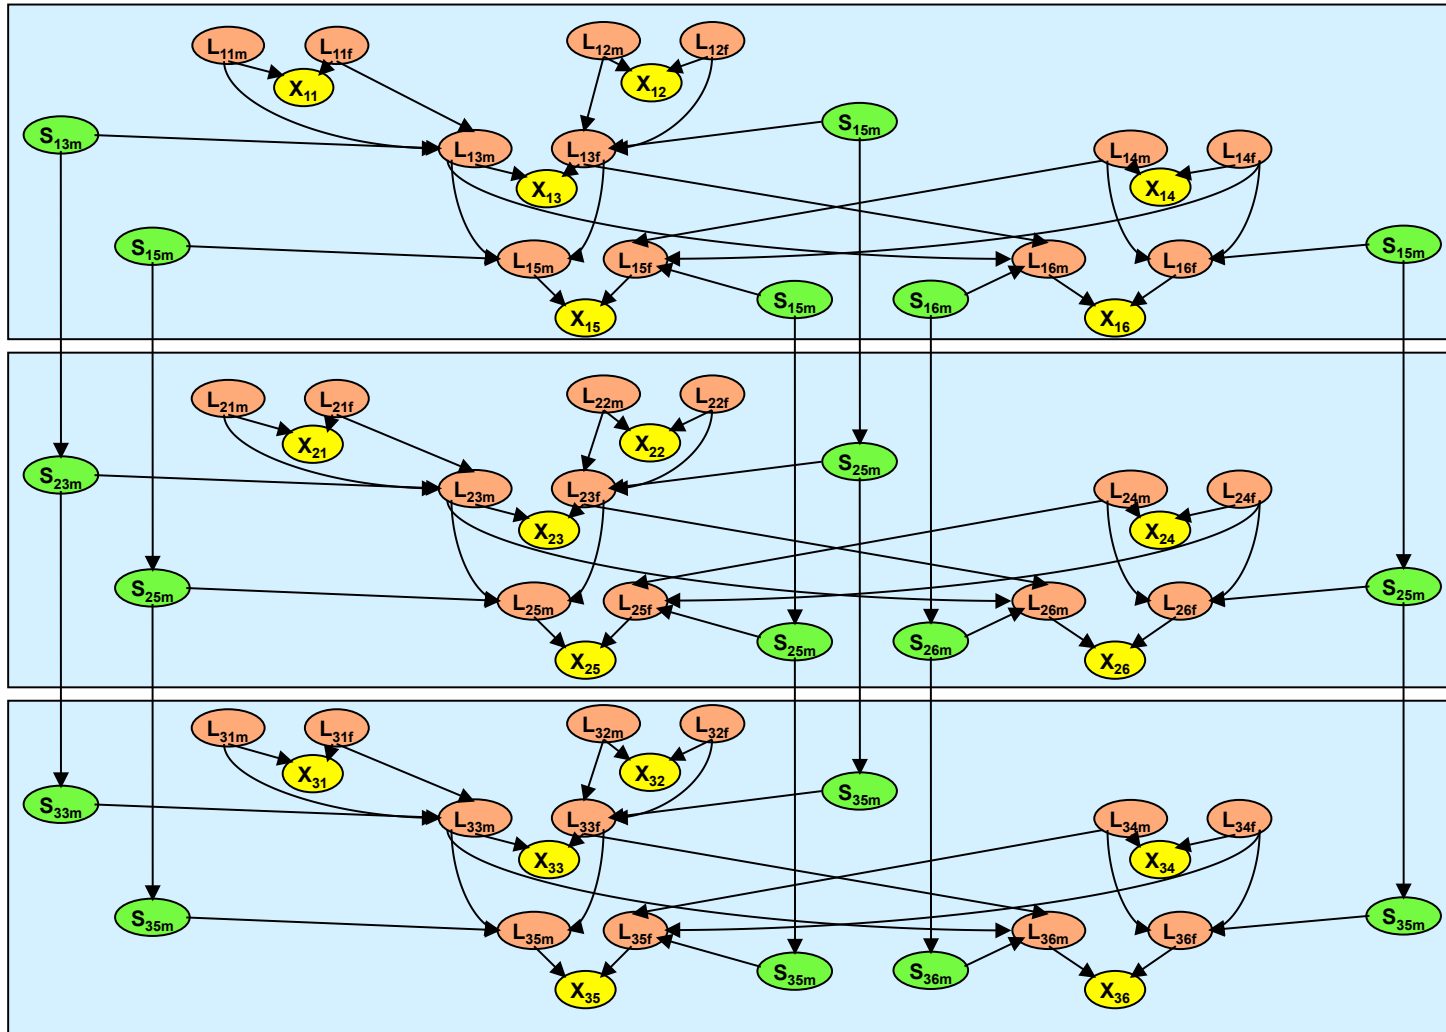 L11m L11f L12m L12f
X11 X12
S13m L13m L13f S15m L14m L14f
X13 X14
S15m L15m L15f L16m L16f S15m
X15 S15m S16m X16
L21m L21f L22m L22f
X21 X22
S23m L23m L23f S25m L24m L24f
X23 X24
S25m L25m L25f L26m L26f S25m
X25 S25m S26m X26
L31m L31f L32m L32f
X31 X32
S33m L33m L33f S35m L34m L34f
X33 X34
S35m L35m L35f L36m L36f S35m
X35 S35m S36m X36